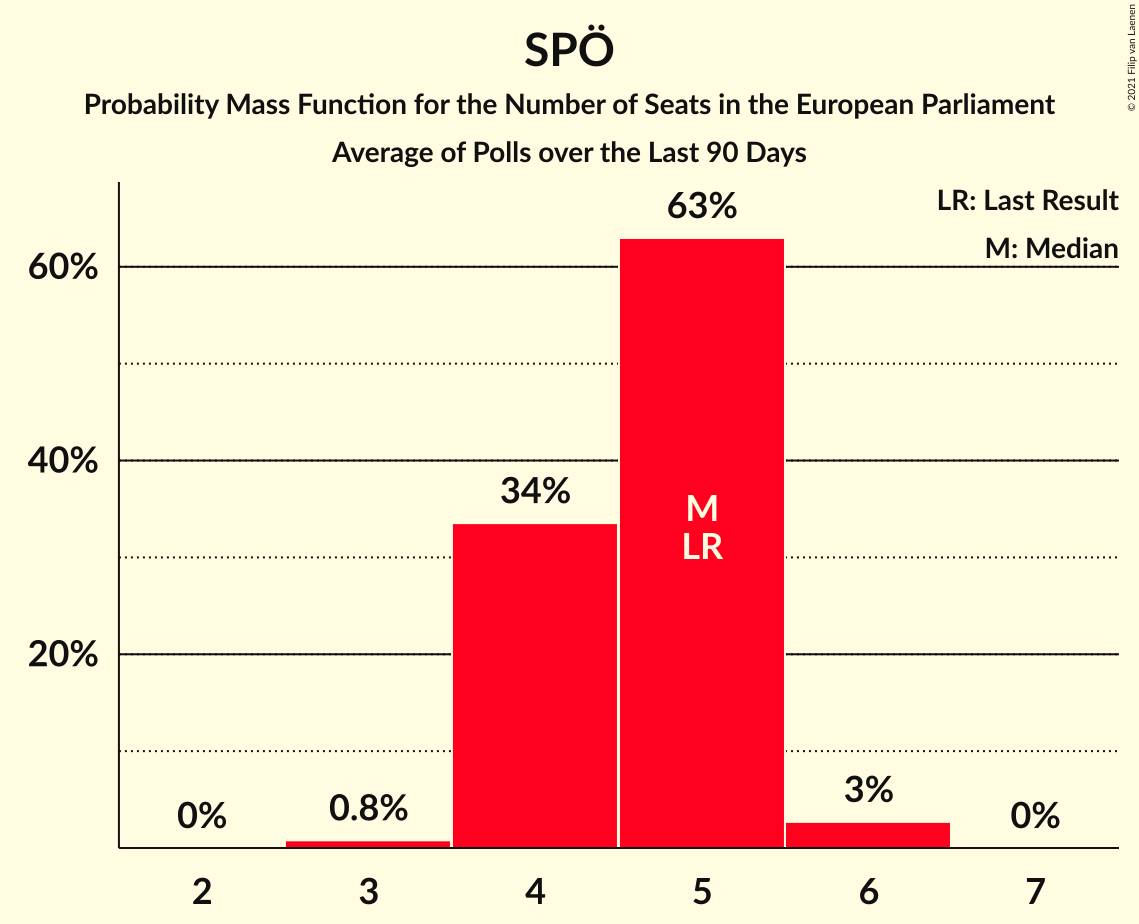 SPÖ
Probability Mass Function for the Number of Seats in the European Parliament
Average of Polls over the Last 90 Days
© 2021 Filip van Laenen
LR: Last Result
M: Median
60%
40%
20%
0%
0.8%
34%
63%
M
LR
3%
0%
2 3 4 5 6 7